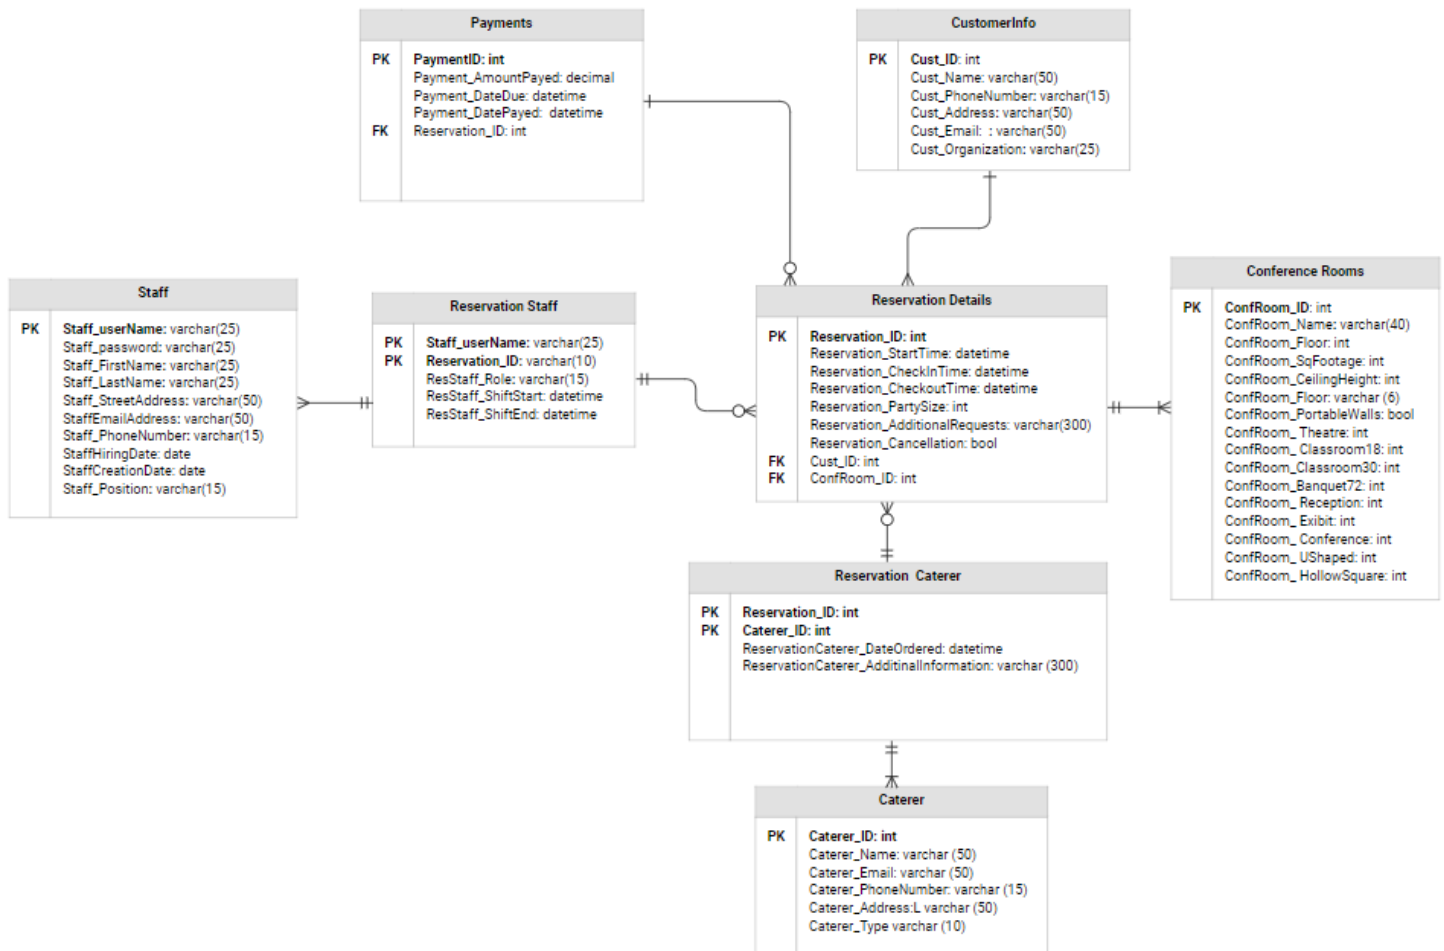 Payments
PK PaymentID: int
Payment_AmountPayed: decimal
Payment_DateDue: datetime
Payment_DatePayed: datetime
FK Reservation_ID: int
CustomerInfo
PK Cust_ID: int
Cust_Name: varchar(50)
Cust_PhoneNumber: varchar(15)
Cust_Address: varchar(50)
Cust_Email: : varchar(50)
Cust_Organization: varchar(25)
Staff
PK Staff_userName: varchar(25)
Staff_password: varchar(25)
Staff_FirstName: varchar(25)
Staff_LastName: varchar(25)
Staff_StreetAddress: varchar(50)
StaffEmailAddress: varchar(50)
Staff_PhoneNumber: varchar(15)
StaffHiringDate: date
StaffCreationDate: date
Staff_Position: varchar(15)
Reservation Staff
PK Staff_userName: varchar(25)
PK Reservation_ID: varchar(10)
ResStaff_Role: varchar(15)
ResStaff_ShiftStart: datetime
ResStaff_ShiftEnd: datetime
Reservation Details
PK Reservation_ID: int
Reservation_StartTime: datetime
Reservation_CheckInTime: datetime
Reservation_CheckoutTime: datetime
Reservation_PartySize: int
Reservation_AdditionalRequests: varchar(300)
Reservation_Cancellation: bool
FK Cust_ID: int
FK ConfRoom_ID: int
Conference Rooms
PK ConfRoom_ID: int
ConfRoom_Name: varchar(40)
ConfRoom_Floor: int
ConfRoom_SqFootage: int
ConfRoom_CeilingHeight: int
ConfRoom_Floor: varchar (6)
ConfRoom_PortableWalls: bool
ConfRoom_ Theatre: int
ConfRoom_ Classroom18: int
ConfRoom_Classroom30: int
ConfRoom_Banquet72: int
ConfRoom_ Reception: int
ConfRoom_ Exibit: int
ConfRoom_ Conference: int
ConfRoom_ UShaped: int
ConfRoom_ HollowSquare: int
Reservation Caterer
PK Reservation_ID: int
PK Caterer_ID: int
ReservationCaterer_DateOrdered: datetime
ReservationCaterer_AdditinalInformation: varchar (300)
Caterer
PK Caterer_ID: int
Caterer_Name: varchar (50)
Caterer_Email: varchar (50)
Caterer_PhoneNumber: varchar (15)
Caterer_Address:L varchar (50)
Caterer_Type varchar (10)